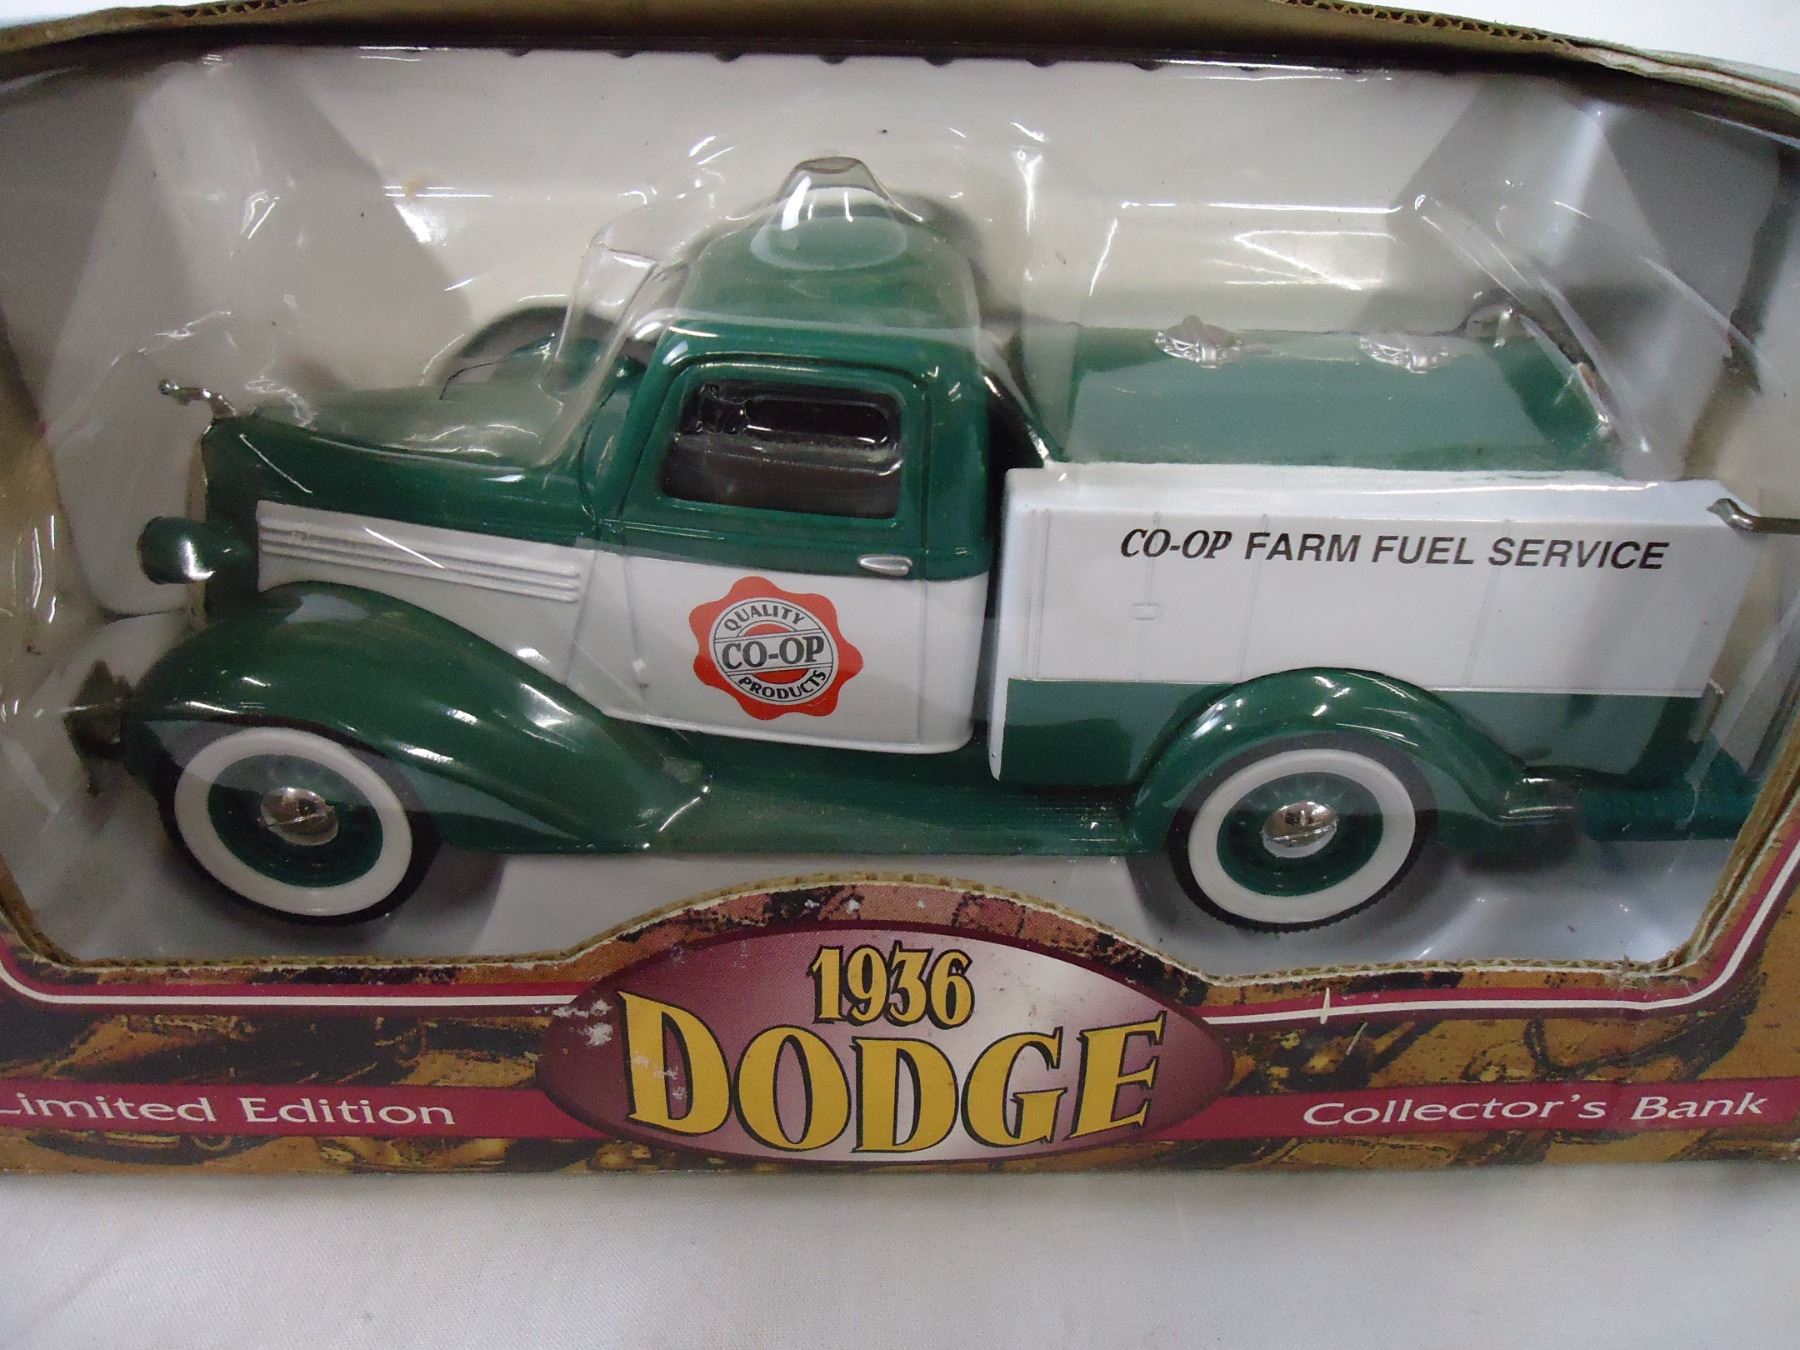 CO-OP FARM FUEL SERVICE
QUALITY
CO-OP
PRODUCTS
1936
DODGE
Limited Edition
Collector's Bank